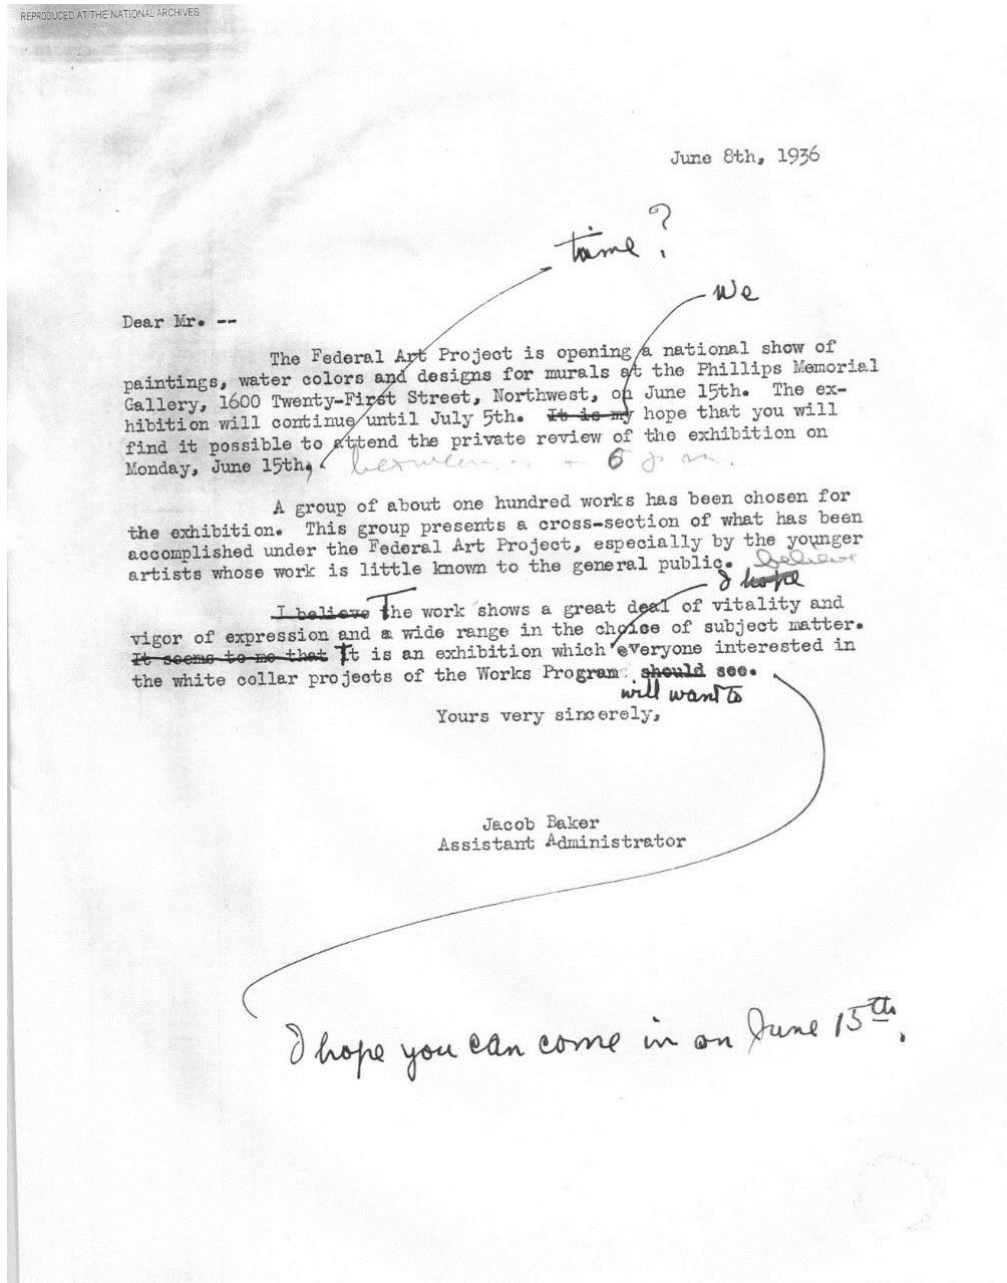 REPRODUCED AT THE NATIONAL ARCHIVES
June 8th, 1936
time?
We
Dear Mr. --
The Federal Art Project is opening a national show of
paintings, water colors and designs for murals at the Phillips Memorial
Gallery, 1600 Twenty-First Street, Northwest, on June 15th. The ex-
hibition will continue until July 5th. It is my hope that you will
find it possible to attend the private review of the exhibition on
Monday, June 15th, between 6 p m.
A group of about one hundred works has been chosen for
the exhibition. This group presents a cross-section of what has been
accomplished under the Federal Art Project, especially by the younger
artists whose work is little known to the general public. believe
I hope
I believe The work shows a great deal of vitality and
vigor of expression and a wide range in the choice of subject matter.
It seems to me that It is an exhibition which everyone interested in
the white collar projects of the Works Program should see.
will want to
Yours very sincerely,
Jacob Baker
Assistant Administrator
I hope you can come in on June 15th.